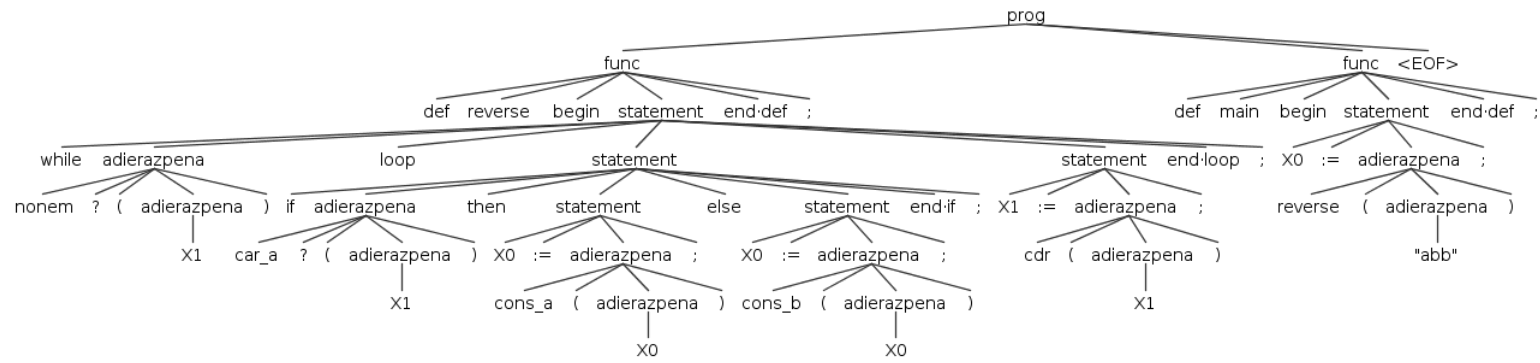 prog
func func <EOF>
def reverse begin statement end·def ; def main begin statement end·def ;
while adierazpena loop statement statement end·loop ; X0 := adierazpena ;
nonem ? ( adierazpena ) if adierazpena then statement else statement end·if ; X1 := adierazpena ; reverse ( adierazpena )
X1 car_a ? ( adierazpena ) X0 := adierazpena ; X0 := adierazpena ; cdr ( adierazpena ) "abb"
X1 cons_a ( adierazpena ) cons_b ( adierazpena ) X1
X0 X0